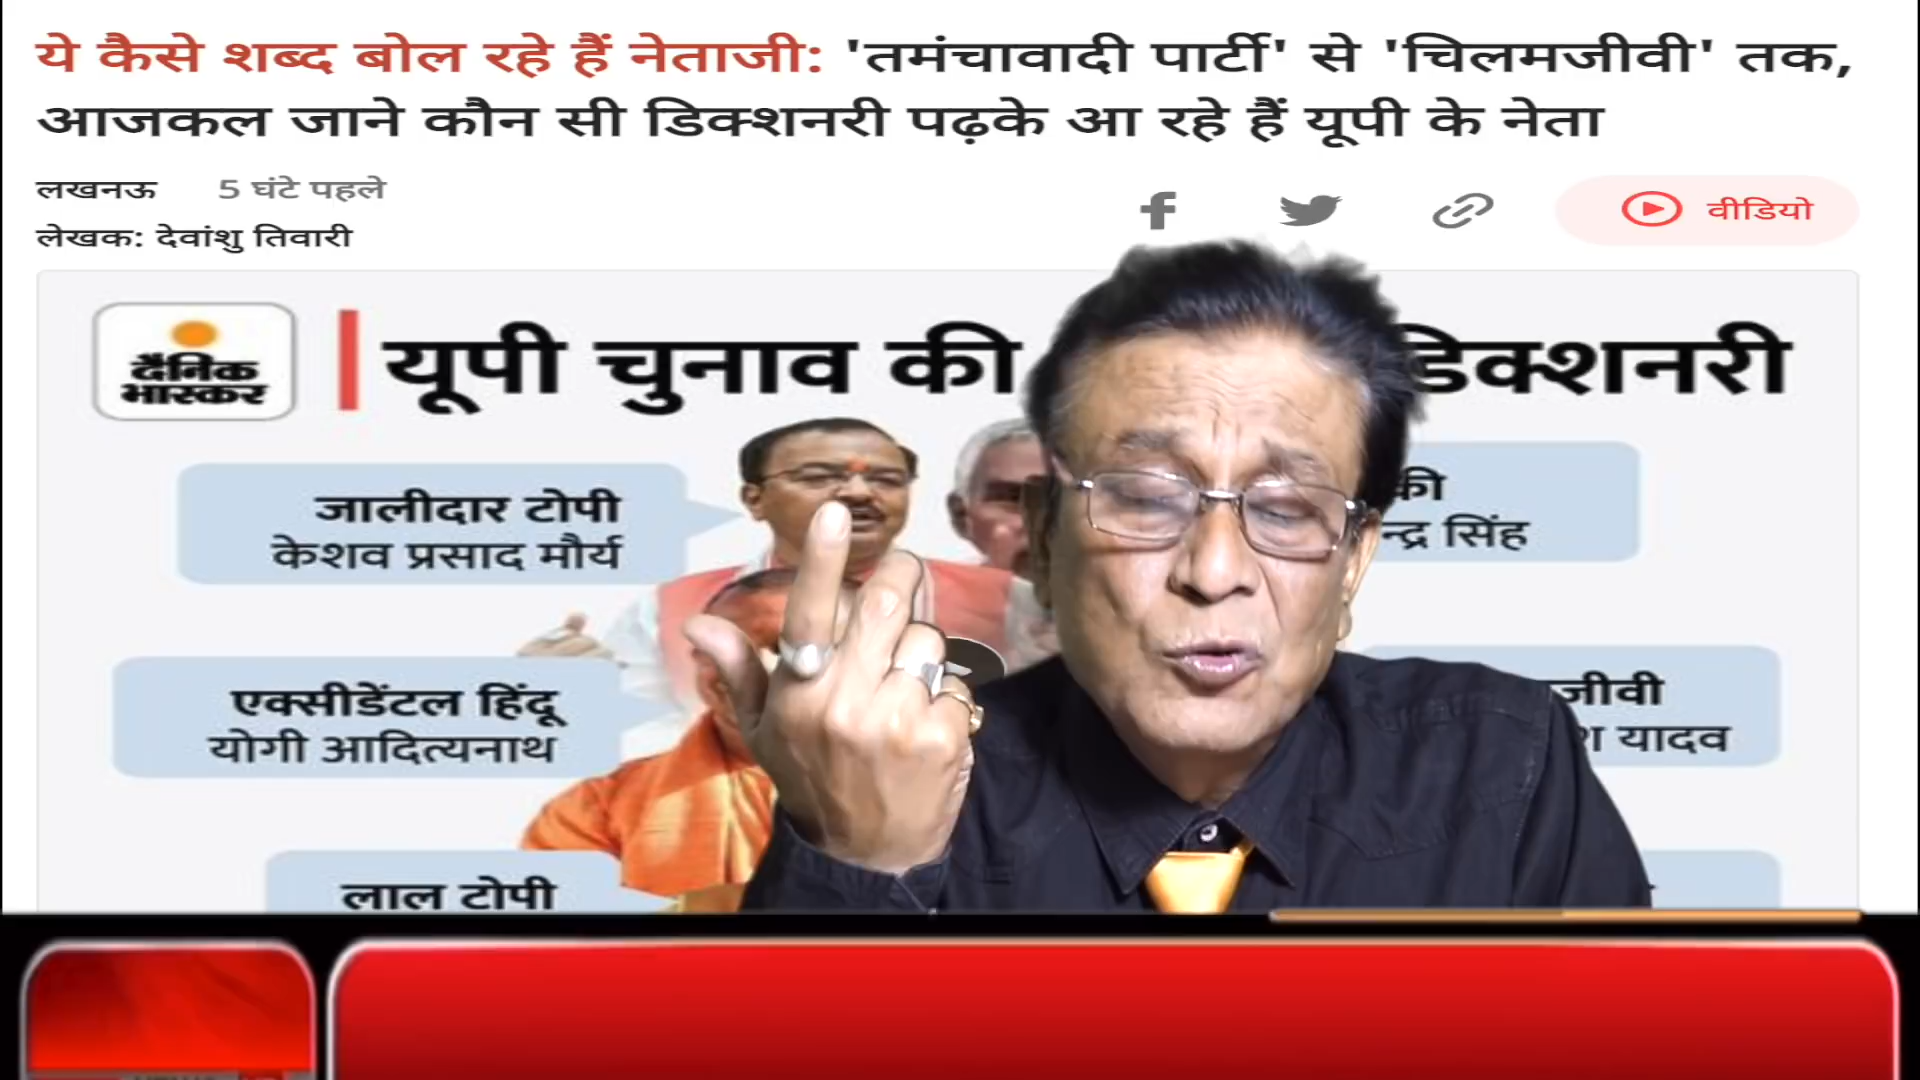 ये कैसे शब्द बोल रहे हैं नेताजी: 'तमंचावादी पार्टी' से 'चिलमजीवी' तक,
आजकल जाने कौन सी डिक्शनरी पढ़के आ रहे हैं यूपी के नेता
लखनऊ 5 घंटे पहले
लेखक: देवांशु तिवारी
वीडियो
दैनिक
भास्कर
यूपी चुनाव की डिक्शनरी
जालीदार टोपी
केशव प्रसाद मौर्य
की
न्द्र सिंह
एक्सीडेंटल हिंदू
योगी आदित्यनाथ
जीवी
श यादव
लाल टोपी